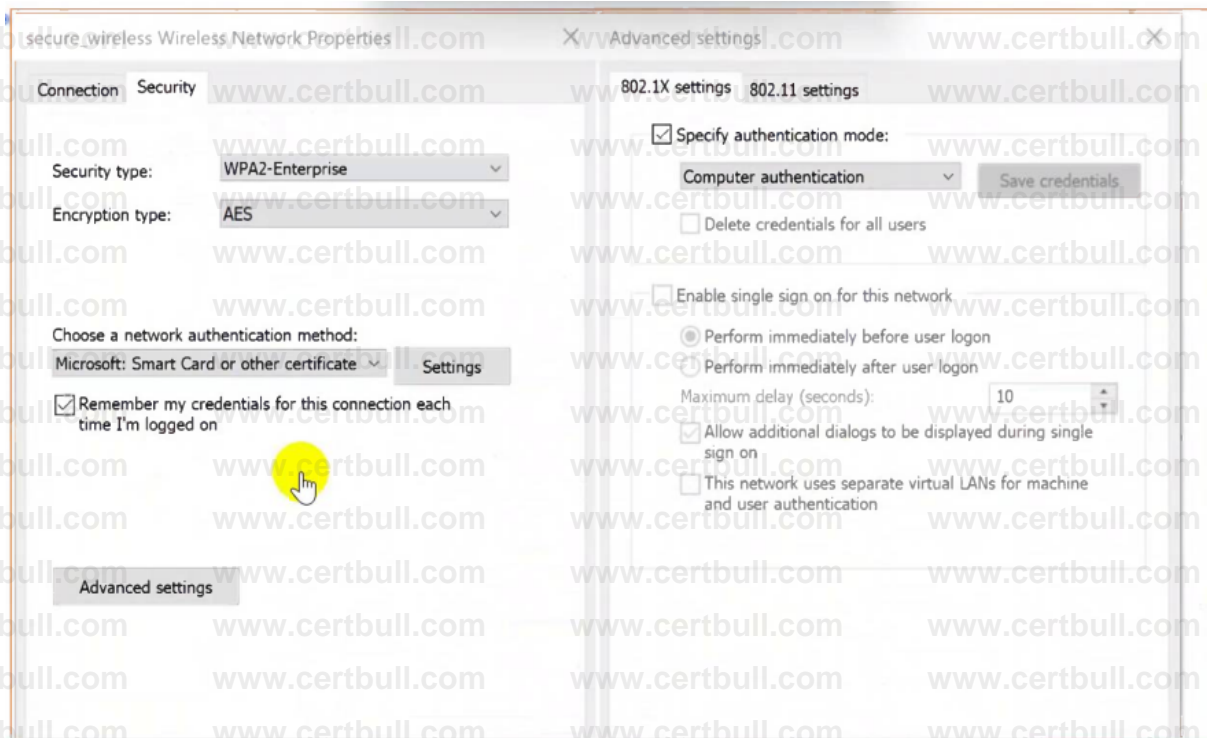 secure_wireless Wireless Network Properties
Connection Security
Security type: WPA2-Enterprise
Encryption type: AES
Choose a network authentication method:
Microsoft: Smart Card or other certificate Settings
Remember my credentials for this connection each
time I'm logged on
Advanced settings
Advanced settings
802.1X settings 802.11 settings
Specify authentication mode:
Computer authentication Save credentials
Delete credentials for all users
Enable single sign on for this network
Perform immediately before user logon
Perform immediately after user logon
Maximum delay (seconds): 10
Allow additional dialogs to be displayed during single
sign on
This network uses separate virtual LANs for machine
and user authentication
www.certbull.com